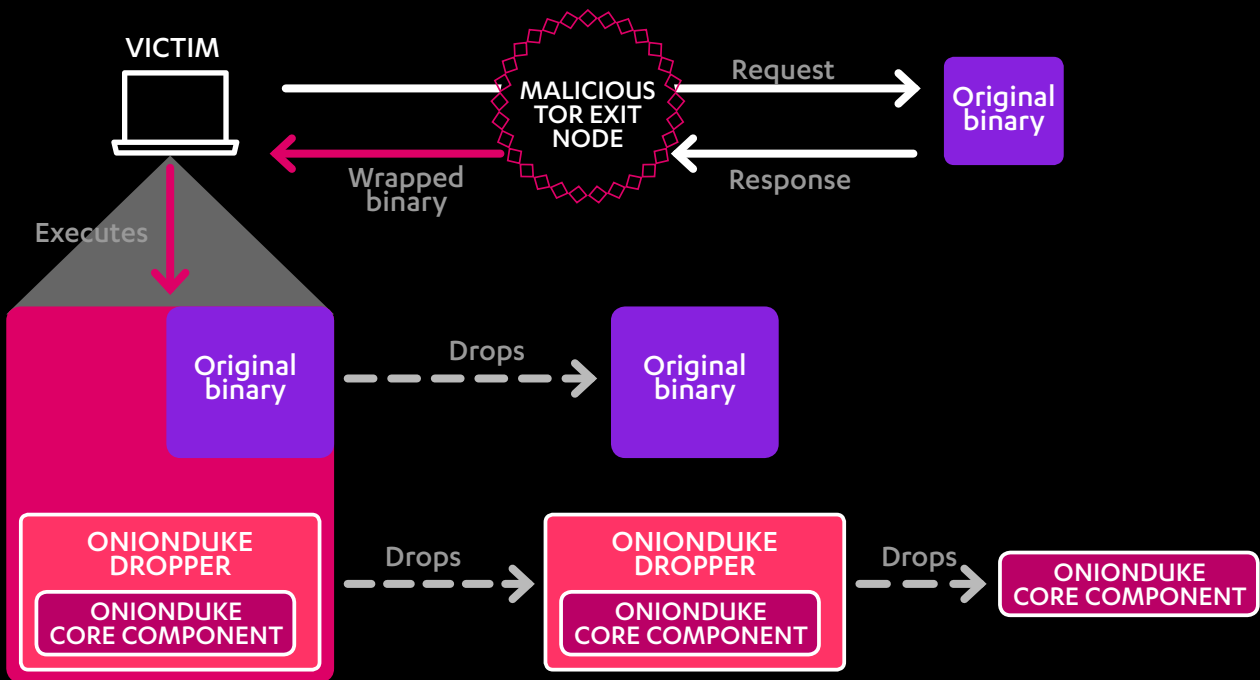 VICTIM
MALICIOUS
TOR EXIT
NODE
Request
Original
binary
Wrapped
binary
Response
Executes
Original
binary
Drops
Original
binary
ONIONDUKE
DROPPER
ONIONDUKE
CORE COMPONENT
Drops
ONIONDUKE
DROPPER
ONIONDUKE
CORE COMPONENT
Drops
ONIONDUKE
CORE COMPONENT